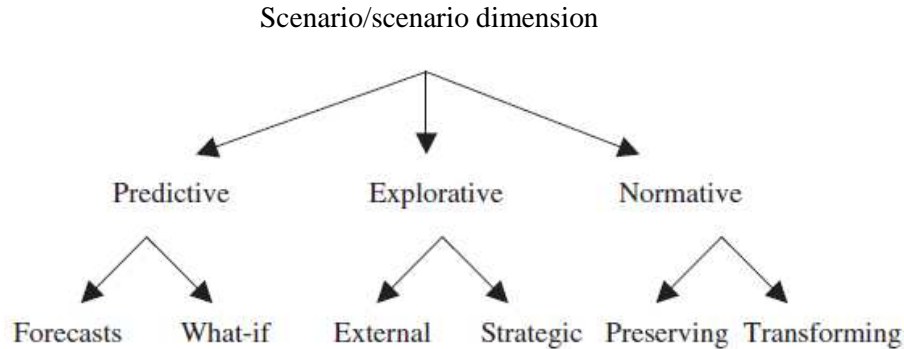 Scenario/scenario dimension
Predictive Explorative Normative
Forecasts What-if External Strategic Preserving Transforming